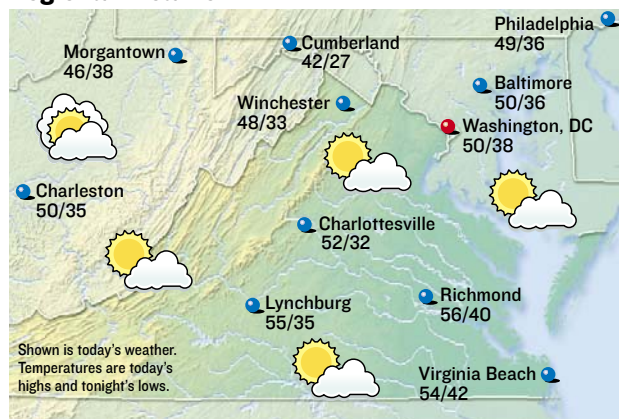 Philadelphia
49/36
Morgantown
46/38
Cumberland
42/27
Baltimore
50/36
Winchester
48/33
Washington, DC
50/38
Charleston
50/35
Charlottesville
52/32
Lynchburg
55/35
Richmond
56/40
Shown is today's weather.
Temperatures are today's
highs and tonight's lows.
Virginia Beach
54/42